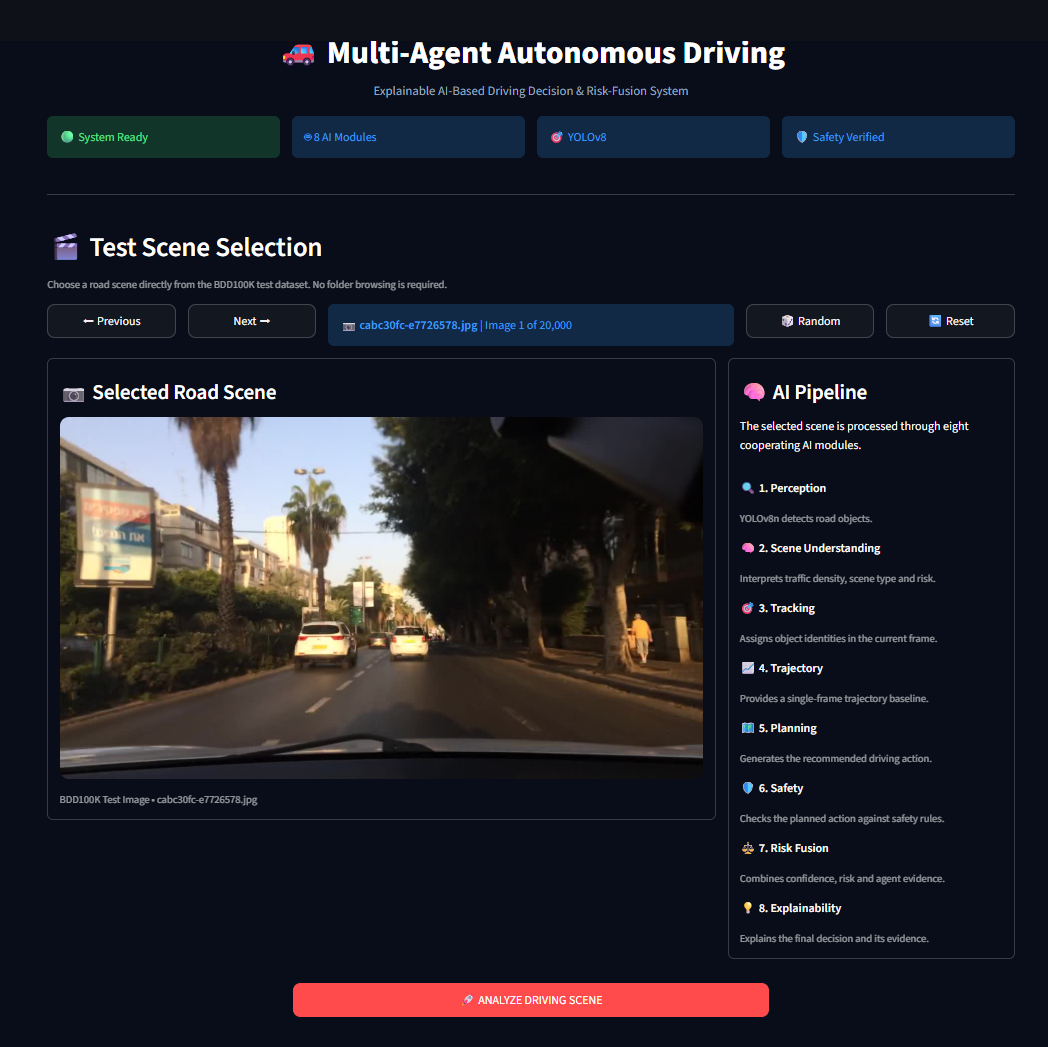 Multi-Agent Autonomous Driving
Explainable AI-Based Driving Decision & Risk-Fusion System
System Ready
8 AI Modules
YOLOv8
Safety Verified
Test Scene Selection
Choose a road scene directly from the BDD100K test dataset. No folder browsing is required.
← Previous
Next →
cabc30fc-e7726578.jpg | Image 1 of 20,000
Random
Reset
Selected Road Scene
BDD100K Test Image • cabc30fc-e7726578.jpg
AI Pipeline
The selected scene is processed through eight
cooperating AI modules.
1. Perception
YOLOv8n detects road objects.
2. Scene Understanding
Interprets traffic density, scene type and risk.
3. Tracking
Assigns object identities in the current frame.
4. Trajectory
Provides a single-frame trajectory baseline.
5. Planning
Generates the recommended driving action.
6. Safety
Checks the planned action against safety rules.
7. Risk Fusion
Combines confidence, risk and agent evidence.
8. Explainability
Explains the final decision and its evidence.
ANALYZE DRIVING SCENE